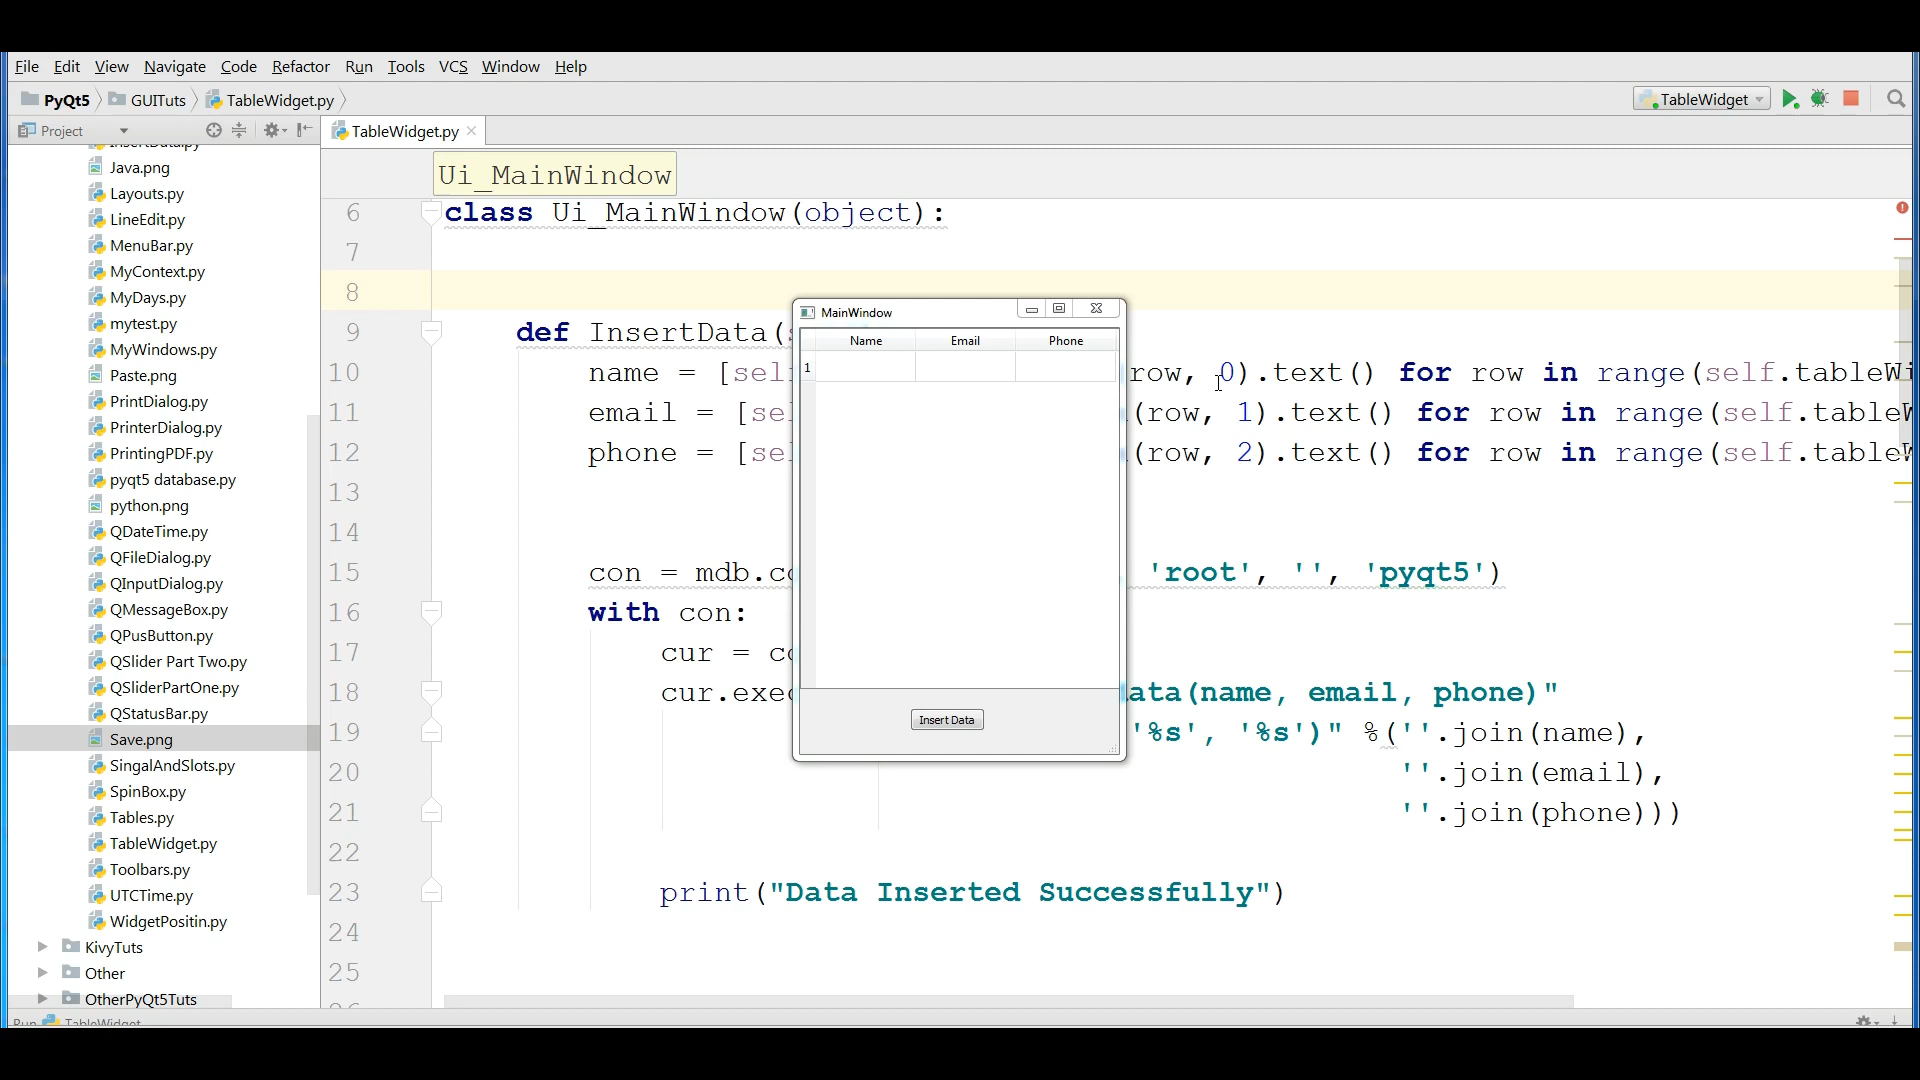 File Edit View Navigate Code Refactor Run Tools VCS Window Help
PyQt5 GUITuts TableWidget.py TableWidget
Project TableWidget.py
Java.png
Layouts.py
LineEdit.py
MenuBar.py
MyContext.py
MyDays.py
mytest.py
MyWindows.py
Paste.png
PrintDialog.py
PrinterDialog.py
PrintingPDF.py
pyqt5 database.py
python.png
QDateTime.py
QFileDialog.py
QInputDialog.py
QMessageBox.py
QPusButton.py
QSlider Part Two.py
QSliderPartOne.py
QStatusBar.py
Save.png
SingalAndSlots.py
SpinBox.py
Tables.py
TableWidget.py
Toolbars.py
UTCTime.py
WidgetPositin.py
KivyTuts
Other
OtherPyQt5Tuts
Run TableWidget
Ui_MainWindow
6 class Ui_MainWindow(object):
7
8
9 def InsertData(
10 name = [sel row, 0).text() for row in range(self.tableWi
11 email = [se (row, 1).text() for row in range(self.tableW
12 phone = [se (row, 2).text() for row in range(self.tableW
13
14
15 con = mdb.co 'root', '', 'pyqt5')
16 with con:
17 cur = co
18 cur.exec ata(name, email, phone)"
19 '%s', '%s')" %(''.join(name),
20 ''.join(email),
21 ''.join(phone)))
22
23 print("Data Inserted Successfully")
24
25
MainWindow
Name Email Phone
1
Insert Data